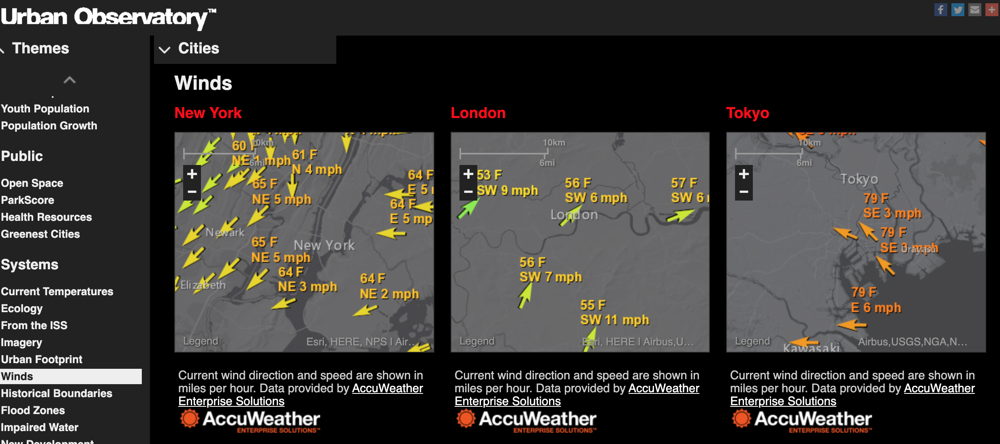 Urban Observatory™
Themes
Cities
Youth Population
Population Growth
Public
Open Space
ParkScore
Health Resources
Greenest Cities
Systems
Current Temperatures
Ecology
From the ISS
Imagery
Urban Footprint
Winds
Historical Boundaries
Flood Zones
Impaired Water
New Development
Winds
New York
10km
6mi
+
−
60 F
NE 1 mph
61 F
N 4 mph
65 F
NE 5 mph
64 F
E 5
64 F
E 5 mp
Newark
New York
65 F
NE 5 mph
64 F
NE 3 mph
64 F
NE 2 mph
Elizabeth
Legend
Esri, HERE, NPS | Air…
Current wind direction and speed are shown in
miles per hour. Data provided by AccuWeather
Enterprise Solutions
AccuWeather
ENTERPRISE SOLUTIONS™
London
10km
6mi
+
−
53 F
SW 9 mph
56 F
SW 6 mph
57 F
SW 6
London
56 F
SW 7 mph
55 F
SW 11 mph
Legend
Esri, HERE | Airbus,U…
Current wind direction and speed are shown in
miles per hour. Data provided by AccuWeather
Enterprise Solutions
AccuWeather
ENTERPRISE SOLUTIONS™
Tokyo
10km
6mi
+
−
Tokyo
79 F
SE 3 mph
79 F
SE 3 mph
Urayasu
79 F
E 6 mph
Kawasaki
Legend
Airbus,USGS,NGA,N…
Current wind direction and speed are shown in
miles per hour. Data provided by AccuWeather
Enterprise Solutions
AccuWeather
ENTERPRISE SOLUTIONS™